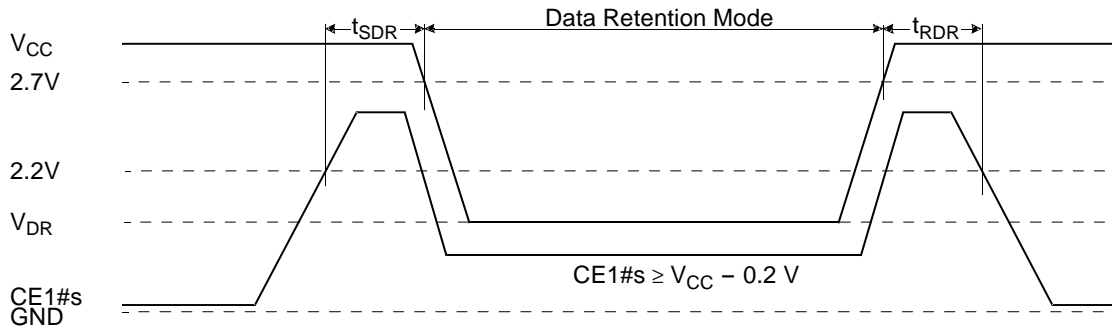 Data Retention Mode
tSDR
tRDR
VCC
2.7V
2.2V
VDR
CE1#s ≥ VCC − 0.2 V
CE1#s
GND